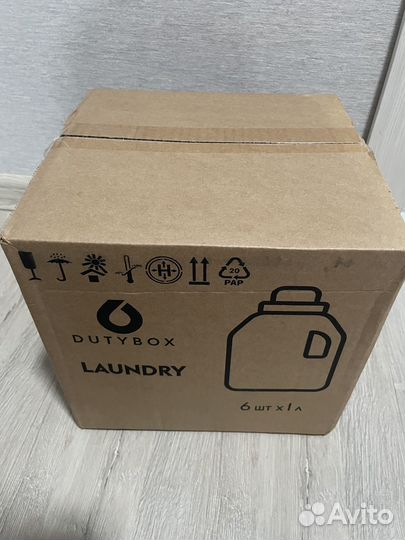 20
PAP
DUTYBOX
LAUNDRY
6 ШТ X 1 Л
Avito